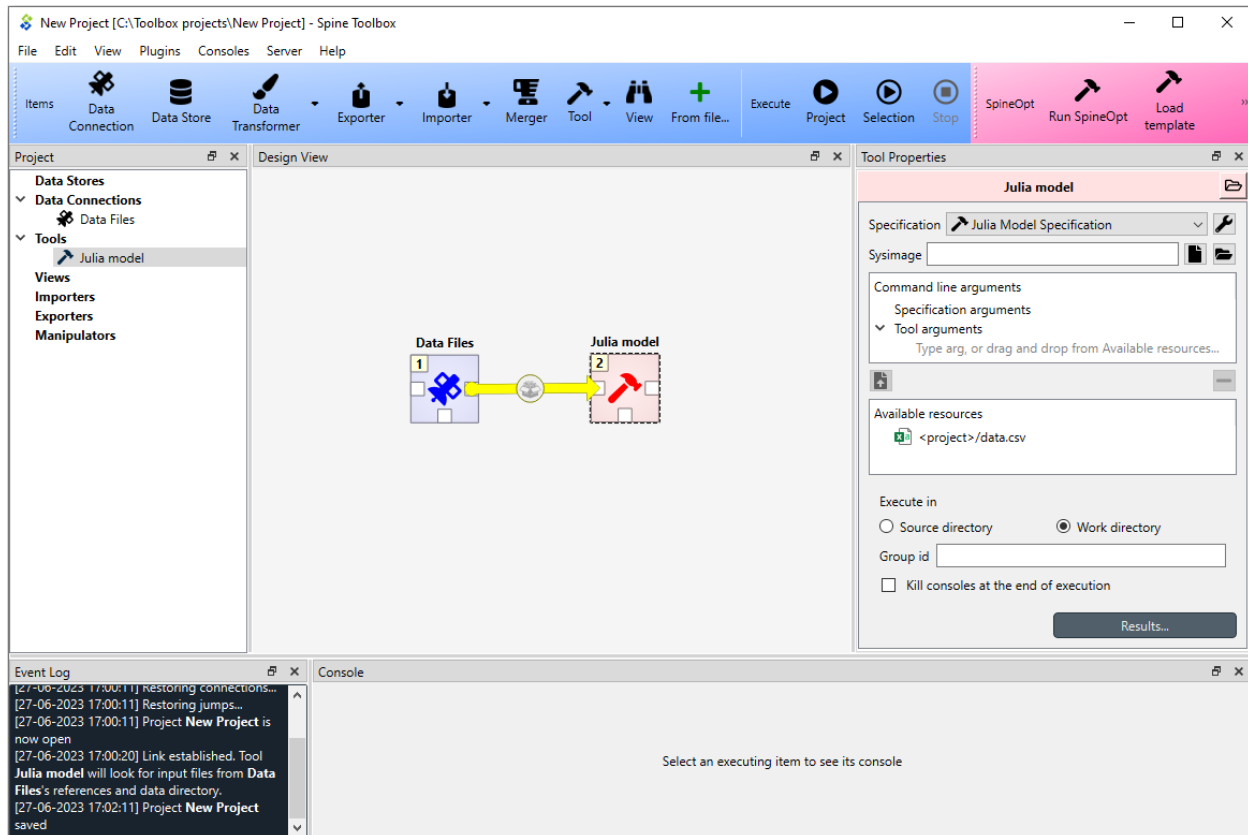 New Project [C:\Toolbox projects\New Project] - Spine Toolbox
File Edit View Plugins Consoles Server Help
Items
Data Connection
Data Store
Data Transformer
Exporter
Importer
Merger
Tool
View
From file...
Execute
Project
Selection
Stop
SpineOpt
Run SpineOpt
Load template
»
Project
Data Stores
Data Connections
Data Files
Tools
Julia model
Views
Importers
Exporters
Manipulators
Design View
Data Files
1
Julia model
2
Tool Properties
Julia model
Specification Julia Model Specification
Sysimage
Command line arguments
Specification arguments
Tool arguments
Type arg, or drag and drop from Available resources...
Available resources
<project>/data.csv
Execute in
Source directory Work directory
Group id
Kill consoles at the end of execution
Results...
Event Log
[27-06-2023 17:00:11] Restoring connections...
[27-06-2023 17:00:11] Restoring jumps...
[27-06-2023 17:00:11] Project New Project is
now open
[27-06-2023 17:00:20] Link established. Tool
Julia model will look for input files from Data
Files's references and data directory.
[27-06-2023 17:02:11] Project New Project
saved
Console
Select an executing item to see its console